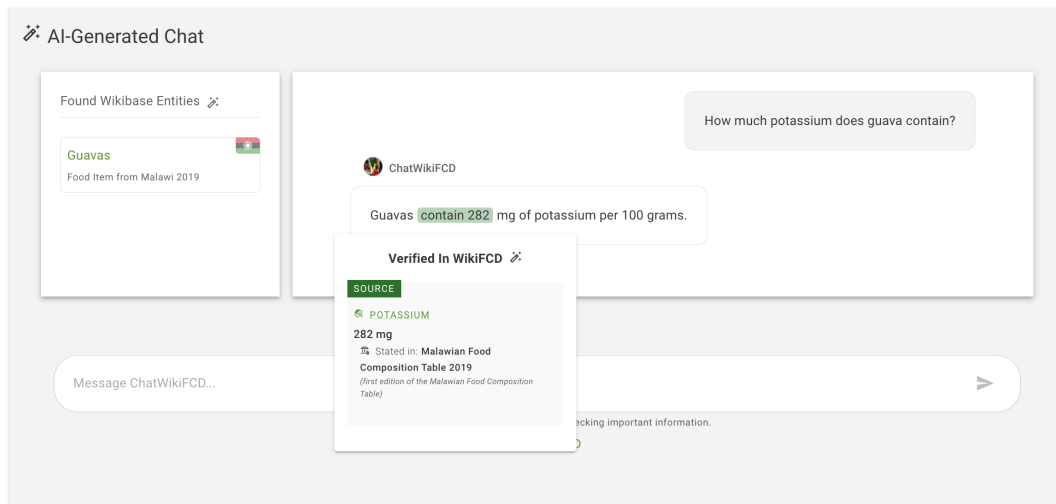 AI-Generated Chat
Found Wikibase Entities
Guavas
Food Item from Malawi 2019
How much potassium does guava contain?
ChatWikiFCD
Guavas contain 282 mg of potassium per 100 grams.
Verified In WikiFCD
SOURCE
POTASSIUM
282 mg
Stated in: Malawian Food
Composition Table 2019
(first edition of the Malawian Food Composition
Table)
Message ChatWikiFCD...
important information.